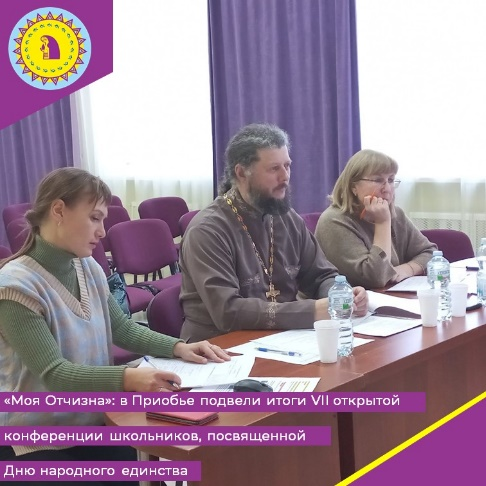 «Моя Отчизна»: в Приобье подвели итоги VII открытой
конференции школьников, посвященной
Дню народного единства